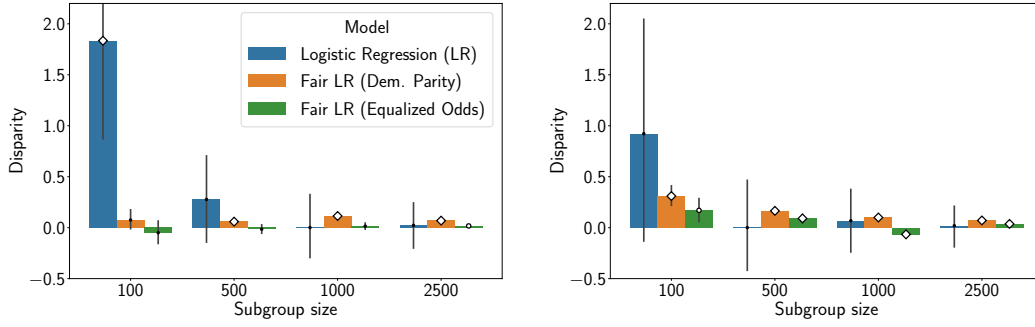 2.0
1.5
1.0
0.5
0.0
−0.5
Disparity
Model
Logistic Regression (LR)
Fair LR (Dem. Parity)
Fair LR (Equalized Odds)
100 500 1000 2500
Subgroup size
2.0
1.5
1.0
0.5
0.0
−0.5
Disparity
100 500 1000 2500
Subgroup size